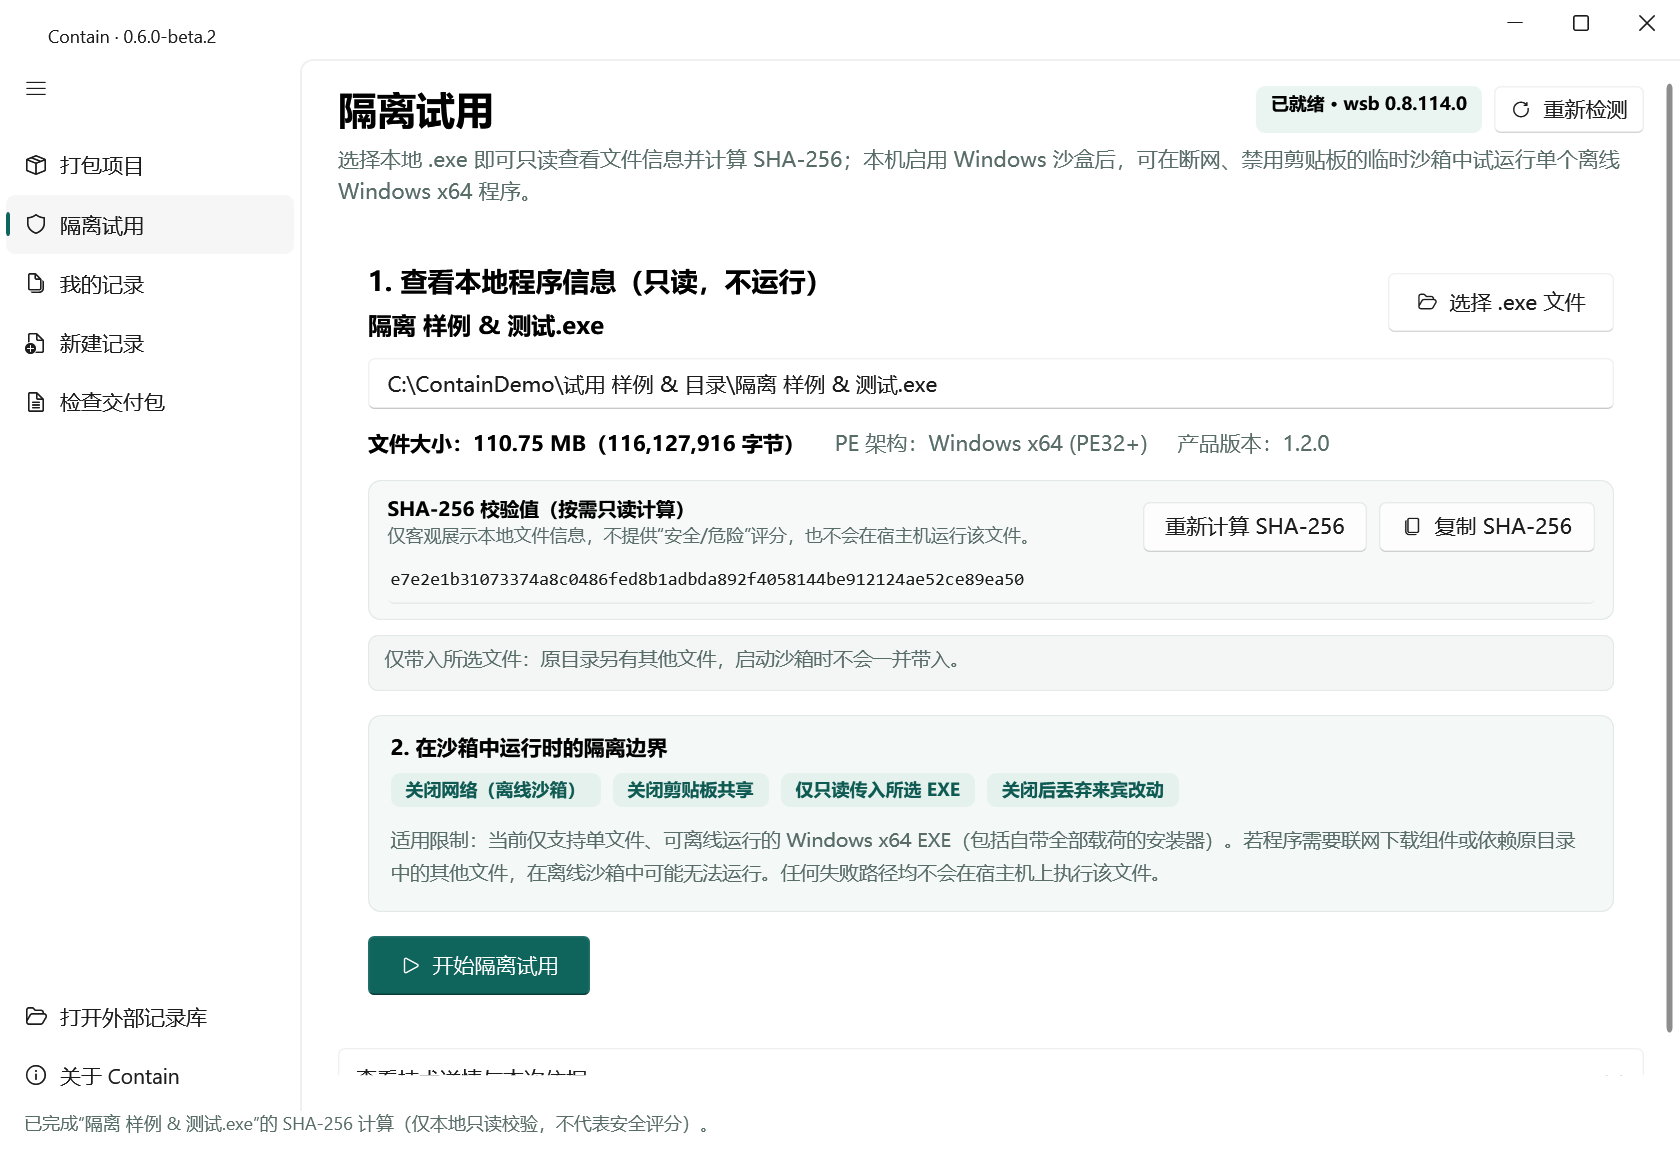 Contain · 0.6.0-beta.2
打包项目
隔离试用
我的记录
新建记录
检查交付包
打开外部记录库
关于 Contain
隔离试用
已就绪 • wsb 0.8.114.0
重新检测
选择本地 .exe 即可只读查看文件信息并计算 SHA-256；本机启用 Windows 沙盒后，可在断网、禁用剪贴板的临时沙箱中试运行单个离线
Windows x64 程序。
1. 查看本地程序信息（只读，不运行）
选择 .exe 文件
隔离 样例 & 测试.exe
C:\ContainDemo\试用 样例 & 目录\隔离 样例 & 测试.exe
文件大小：110.75 MB（116,127,916 字节） PE 架构：Windows x64 (PE32+) 产品版本：1.2.0
SHA-256 校验值（按需只读计算）
仅客观展示本地文件信息，不提供“安全/危险”评分，也不会在宿主机运行该文件。
重新计算 SHA-256
复制 SHA-256
e7e2e1b31073374a8c0486fed8b1adbda892f4058144be912124ae52ce89ea50
仅带入所选文件：原目录另有其他文件，启动沙箱时不会一并带入。
2. 在沙箱中运行时的隔离边界
关闭网络（离线沙箱） 关闭剪贴板共享 仅只读传入所选 EXE 关闭后丢弃来宾改动
适用限制：当前仅支持单文件、可离线运行的 Windows x64 EXE（包括自带全部载荷的安装器）。若程序需要联网下载组件或依赖原目录
中的其他文件，在离线沙箱中可能无法运行。任何失败路径均不会在宿主机上执行该文件。
开始隔离试用
已完成“隔离 样例 & 测试.exe”的 SHA-256 计算（仅本地只读校验，不代表安全评分）。